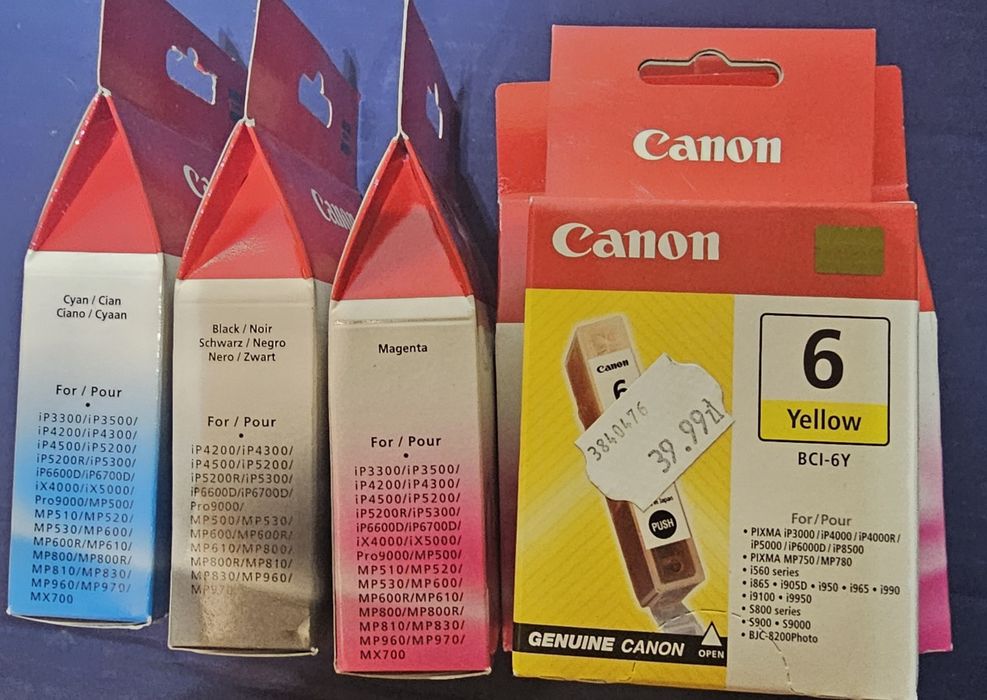 Canon
Cyan / Cian
Ciano / Cyaan
For / Pour
•
iP3300/iP3500/
iP4200/iP4300/
iP4500/iP5200/
iP5200R/iP5300/
iP6600D/iP6700D/
iX4000/iX5000/
Pro9000/MP500/
MP510/MP520/
MP530/MP600/
MP600R/MP610/
MP800/MP800R/
MP810/MP830/
MP960/MP970/
MX700
Canon
Black / Noir
Schwarz / Negro
Nero / Zwart
For / Pour
•
iP4200/iP4300/
iP4500/iP5200/
iP5200R/iP5300/
iP6600D/iP6700D/
Pro9000/
MP500/MP530/
MP600/MP600R/
MP610/MP800/
MP800R/MP810/
MP830/MP960/
MP970
Magenta
For / Pour
•
iP3300/iP3500/
iP4200/iP4300/
iP4500/iP5200/
iP5200R/iP5300/
iP6600D/iP6700D/
iX4000/iX5000/
Pro9000/MP500/
MP510/MP520/
MP530/MP600/
MP600R/MP610/
MP800/MP800R/
MP810/MP830/
MP960/MP970/
MX700
Canon
Canon
6
Yellow
BCI-6Y
Canon
6
3840476
39.99zł
in Japan
PUSH
For/Pour
• PIXMA iP3000 / iP4000 / iP4000R /
iP5000 / iP6000D / iP8500
• PIXMA MP750 / MP780
• i560 series
• i865 • i905D • i950 • i965 • i990
• i9100 • i9950
• S800 series
• S900 • S9000
• BJC-8200Photo
GENUINE CANON
OPEN